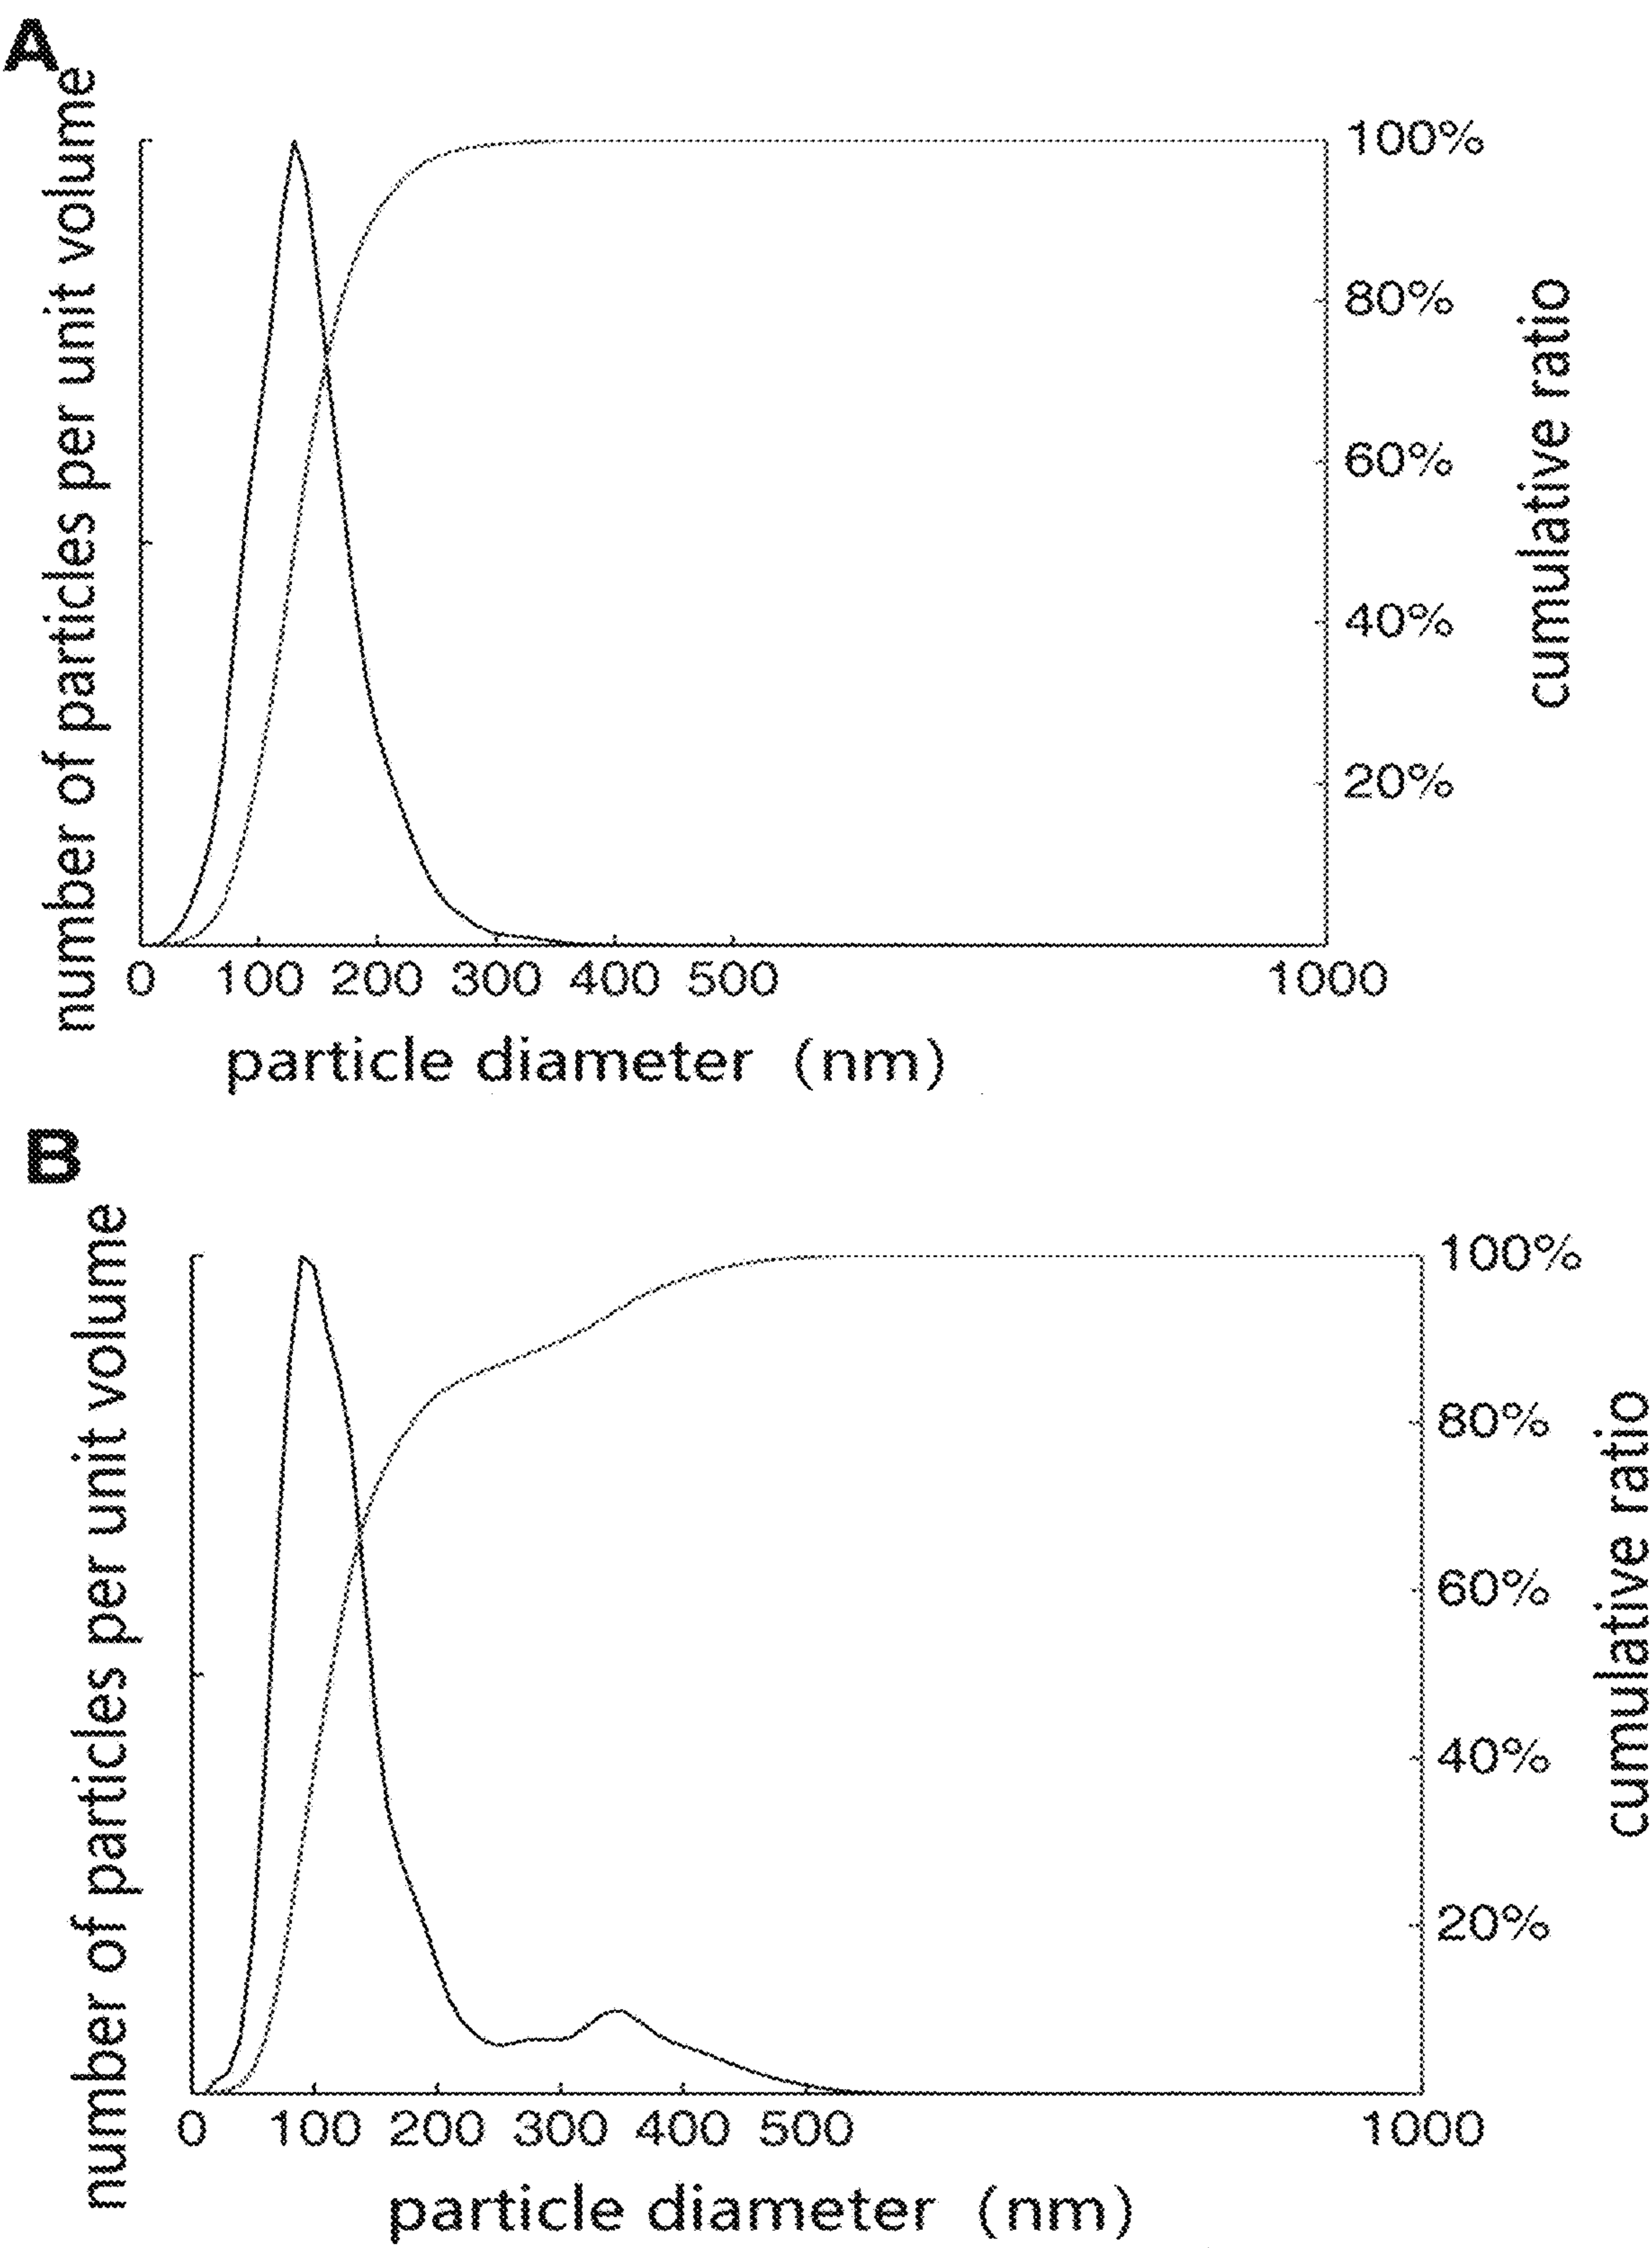 A
number of particles per unit volume
100%
80%
60%
40%
20%
cumulative ratio
0 100 200 300 400 500 1000
particle diameter (nm)
B
number of particles per unit volume
100%
80%
60%
40%
20%
cumulative ratio
0 100 200 300 400 500 1000
particle diameter (nm)